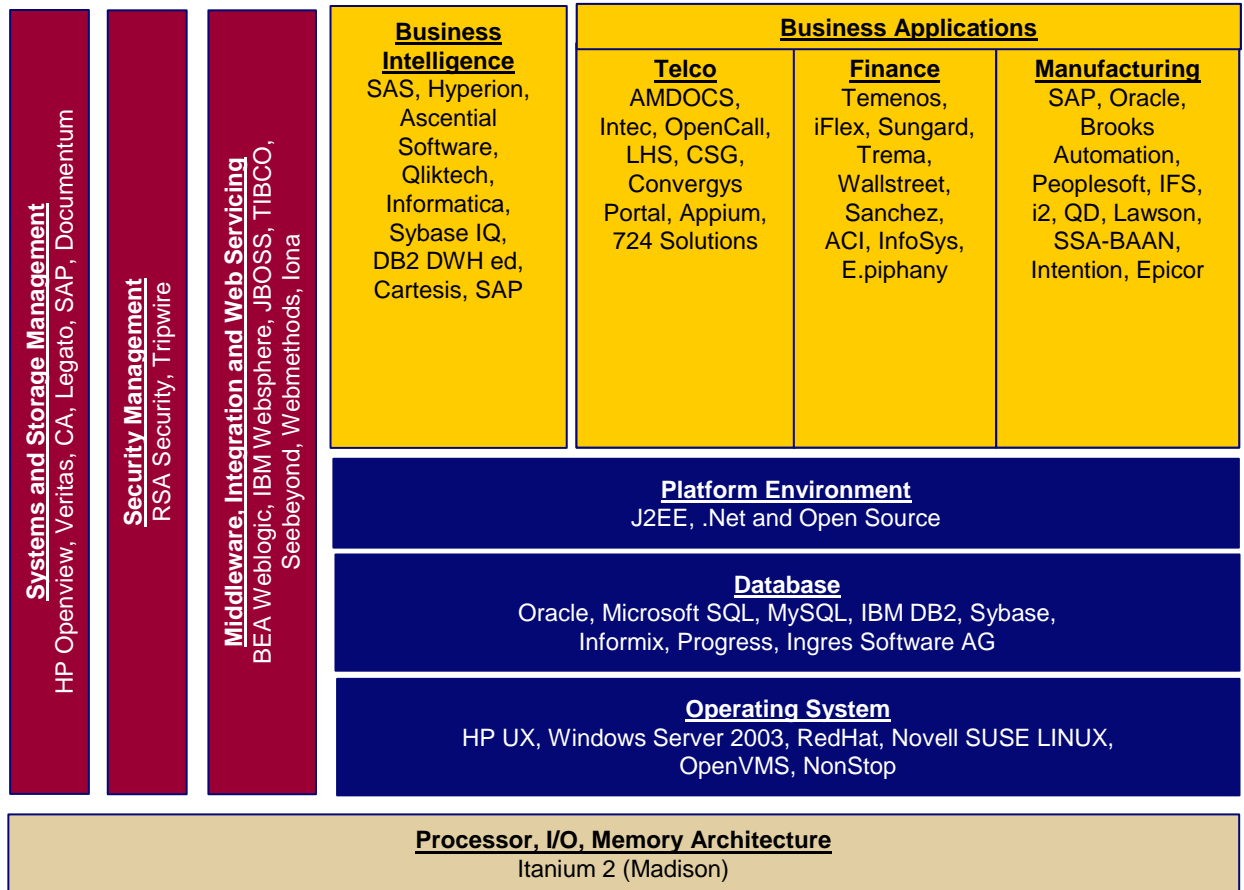 Systems and Storage Management
HP Openview, Veritas, CA, Legato, SAP, Documentum
Security Management
RSA Security, Tripwire
Middleware, Integration and Web Servicing
BEA Weblogic, IBM Websphere, JBOSS, TIBCO,
Seebeyond, Webmethods, Iona
Business
Intelligence
SAS, Hyperion,
Ascential
Software,
Qliktech,
Informatica,
Sybase IQ,
DB2 DWH ed,
Cartesis, SAP
Business Applications
Telco
AMDOCS,
Intec, OpenCall,
LHS, CSG,
Convergys
Portal, Appium,
724 Solutions
Finance
Temenos,
iFlex, Sungard,
Trema,
Wallstreet,
Sanchez,
ACI, InfoSys,
E.piphany
Manufacturing
SAP, Oracle,
Brooks
Automation,
Peoplesoft, IFS,
i2, QD, Lawson,
SSA-BAAN,
Intention, Epicor
Platform Environment
J2EE, .Net and Open Source
Database
Oracle, Microsoft SQL, MySQL, IBM DB2, Sybase,
Informix, Progress, Ingres Software AG
Operating System
HP UX, Windows Server 2003, RedHat, Novell SUSE LINUX,
OpenVMS, NonStop
Processor, I/O, Memory Architecture
Itanium 2 (Madison)